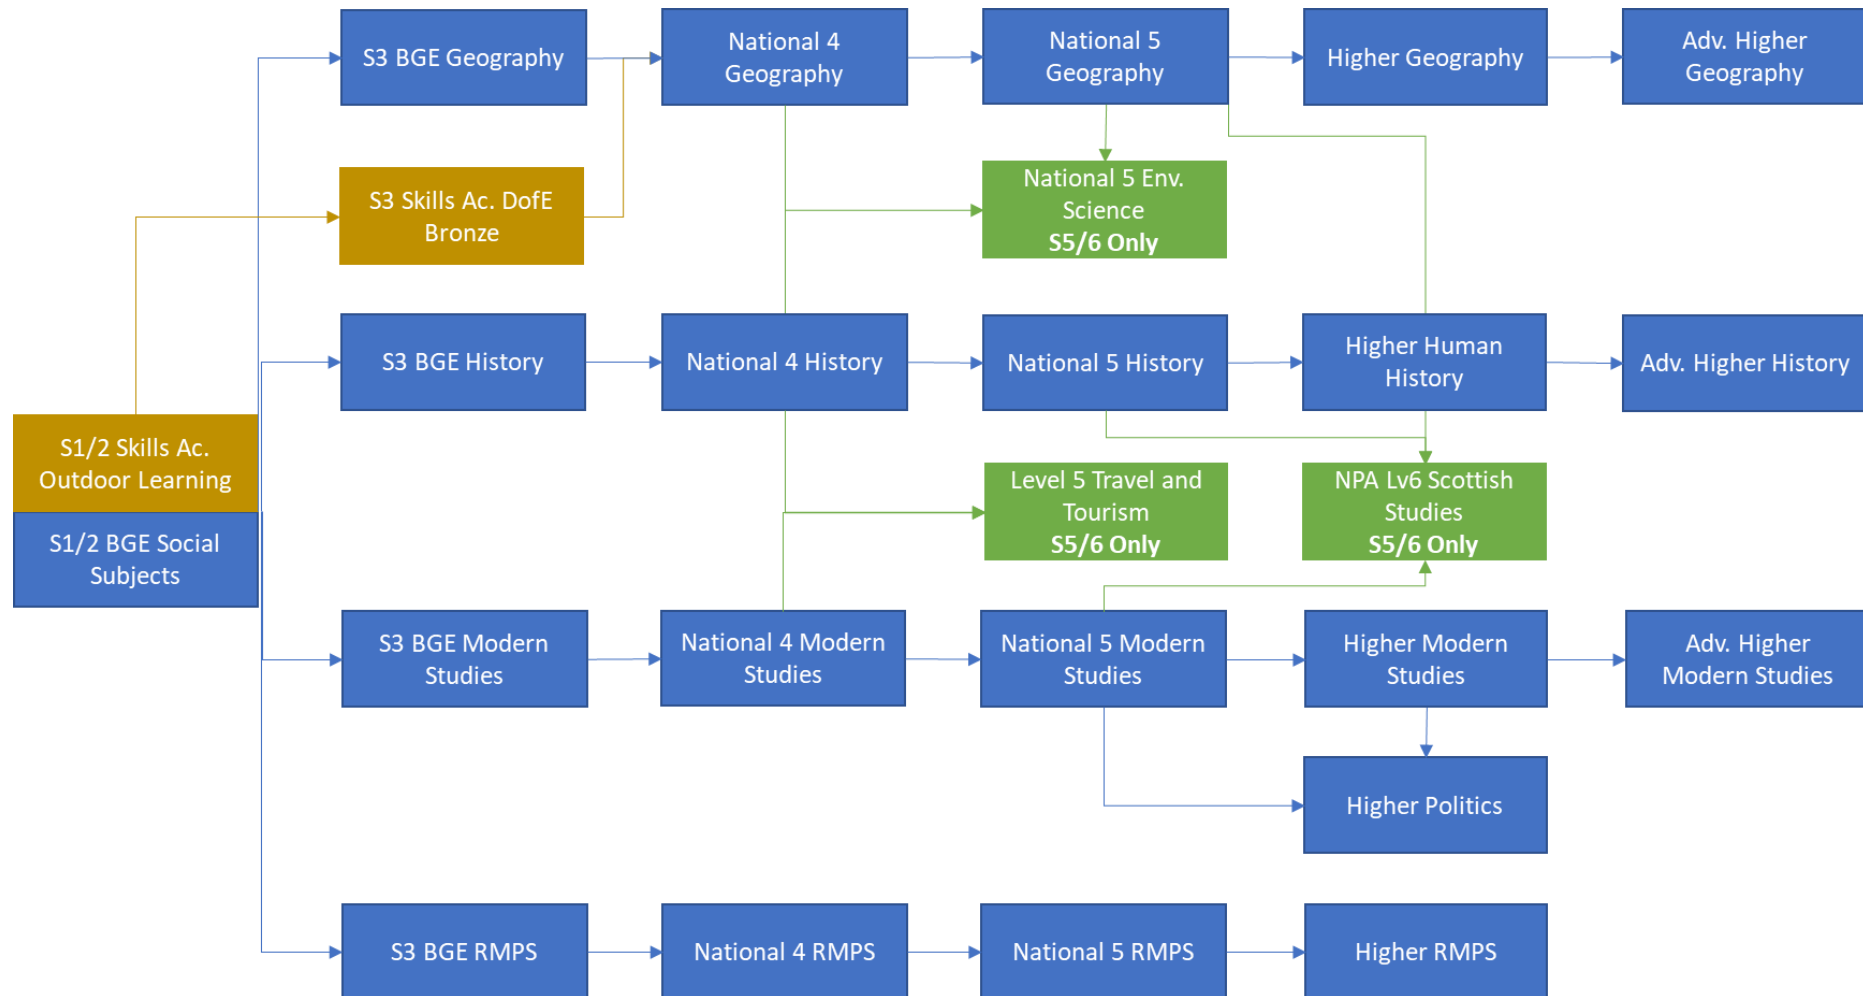 S3 BGE Geography
National 4
Geography
National 5
Geography
Higher Geography
Adv. Higher
Geography
S3 Skills Ac. DofE
Bronze
National 5 Env.
Science
S5/6 Only
S3 BGE History
National 4 History
National 5 History
Higher Human
History
Adv. Higher History
S1/2 Skills Ac.
Outdoor Learning
S1/2 BGE Social
Subjects
Level 5 Travel and
Tourism
S5/6 Only
NPA Lv6 Scottish
Studies
S5/6 Only
S3 BGE Modern
Studies
National 4 Modern
Studies
National 5 Modern
Studies
Higher Modern
Studies
Adv. Higher
Modern Studies
Higher Politics
S3 BGE RMPS
National 4 RMPS
National 5 RMPS
Higher RMPS